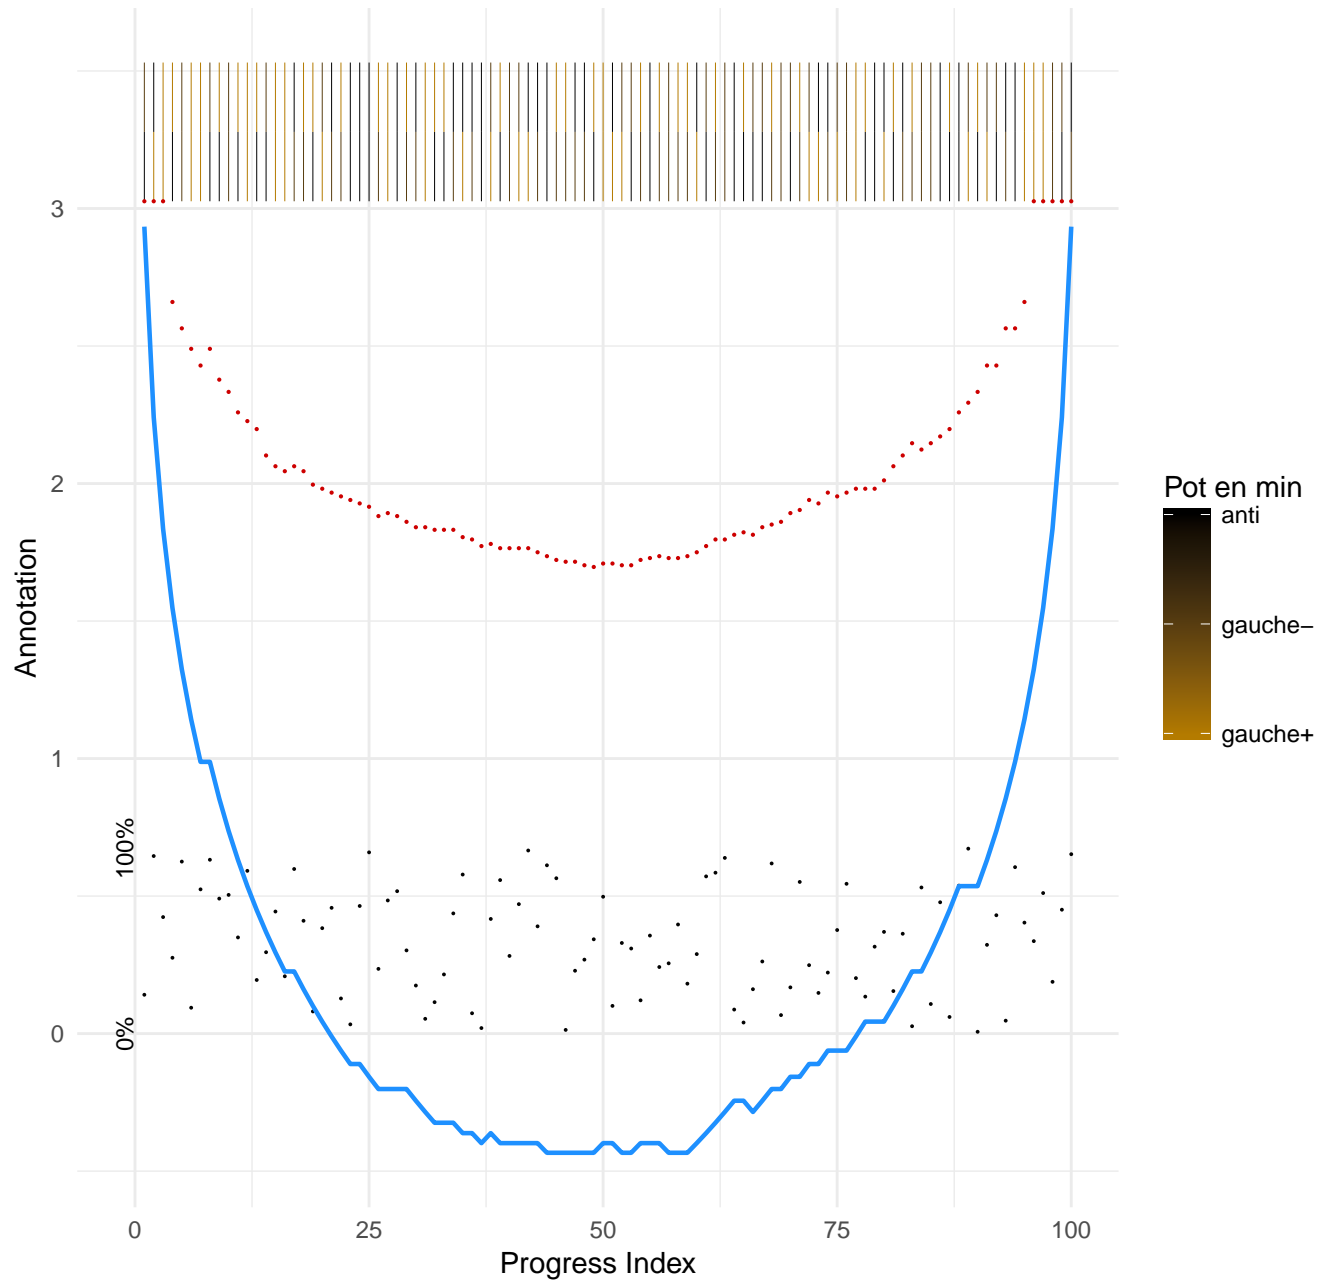 3
2
1
0
Annotation
100%
0%
0 25 50 75 100
Progress Index
Pot en min
anti
gauche−
gauche+